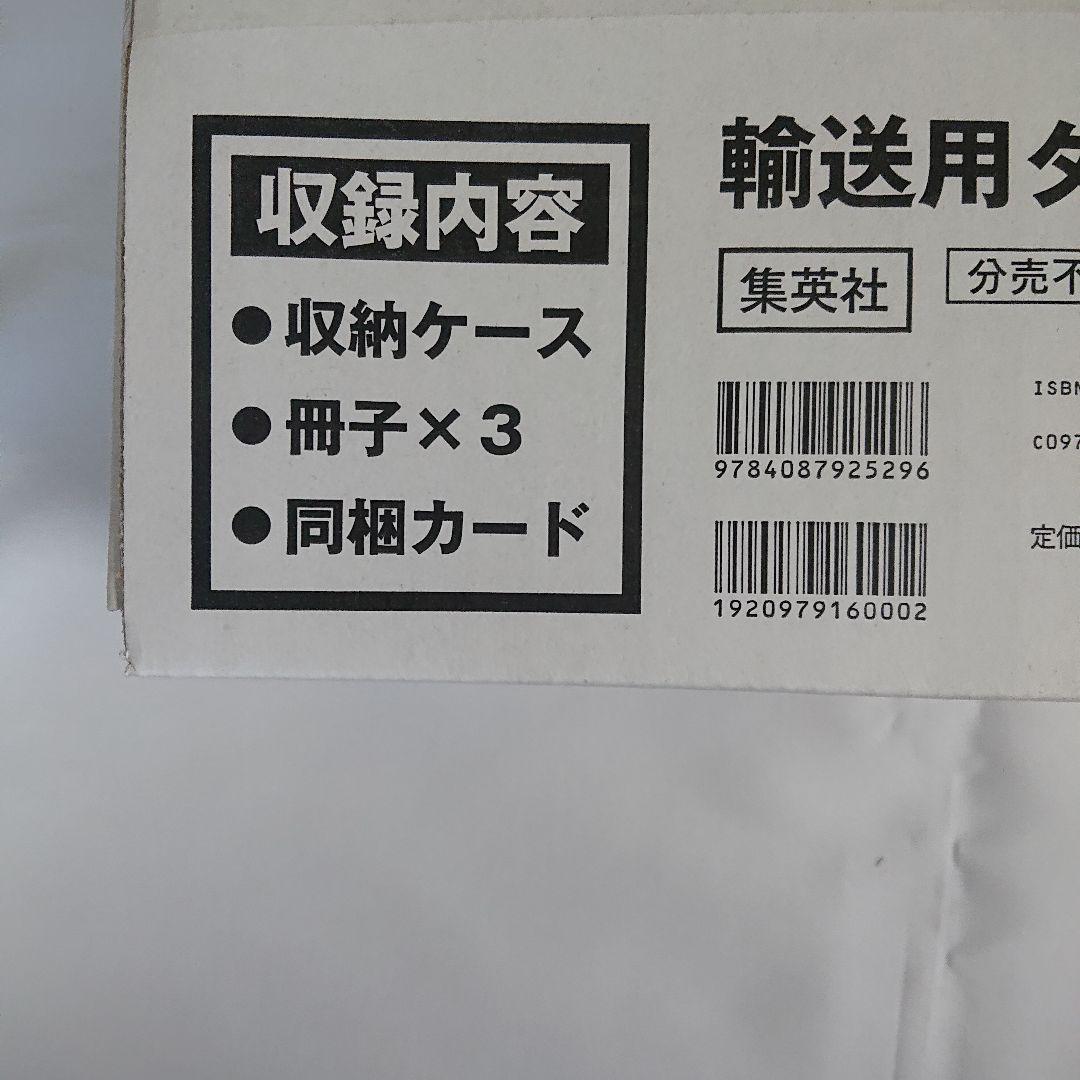 収録内容
●収納ケース
●冊子×3
●同梱カード
輸送用ダ
集英社
分売不
9784087925296
ISBN
C097
1920979160002
定価